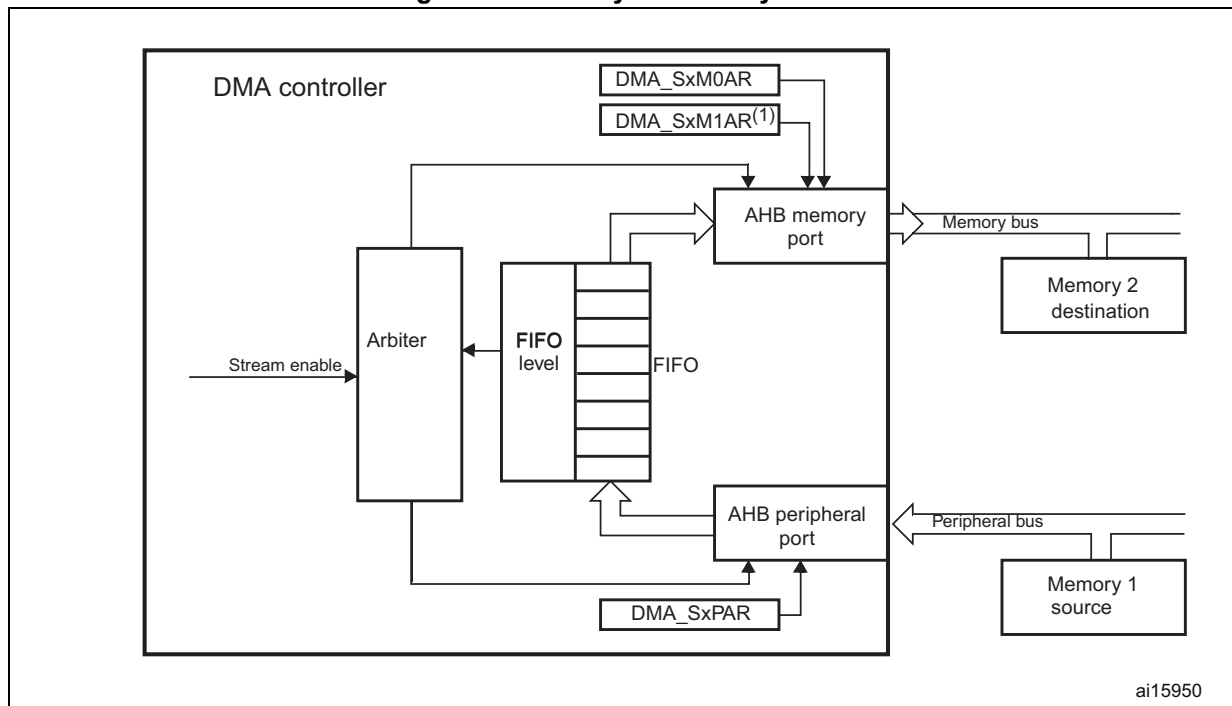 DMA controller
DMA_SxM0AR
DMA_SxM1AR(1)
AHB memory
port
Memory bus
Memory 2
destination
Arbiter
FIFO
level
FIFO
Stream enable
AHB peripheral
port
Peripheral bus
Memory 1
source
DMA_SxPAR
ai15950